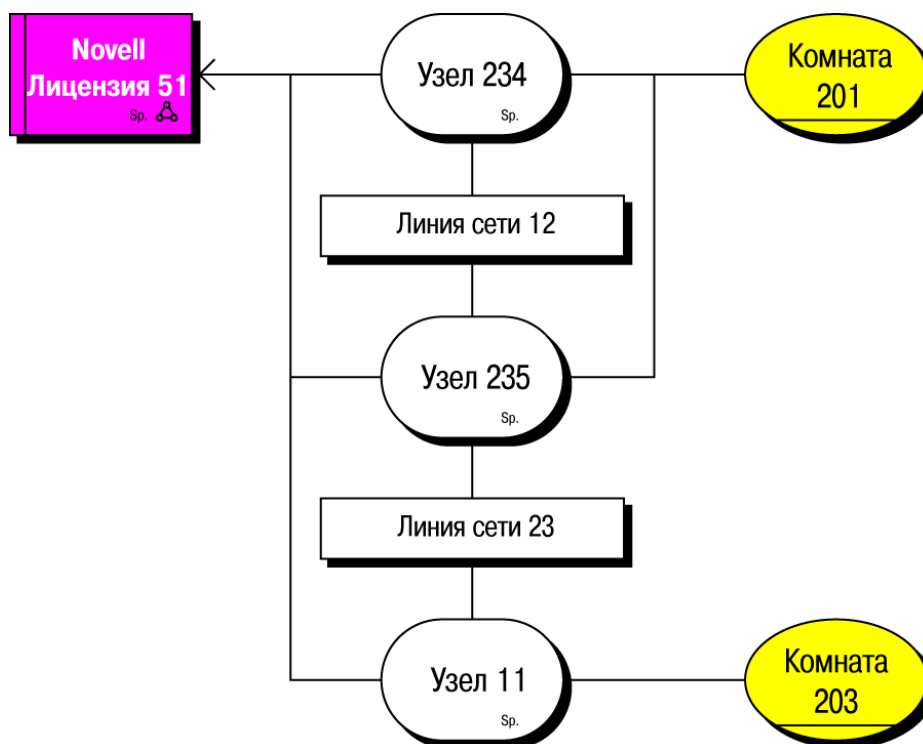 Novell
Лицензия 51
Sp.
Узел 234
Sp.
Комната
201
Линия сети 12
Узел 235
Sp.
Линия сети 23
Узел 11
Sp.
Комната
203